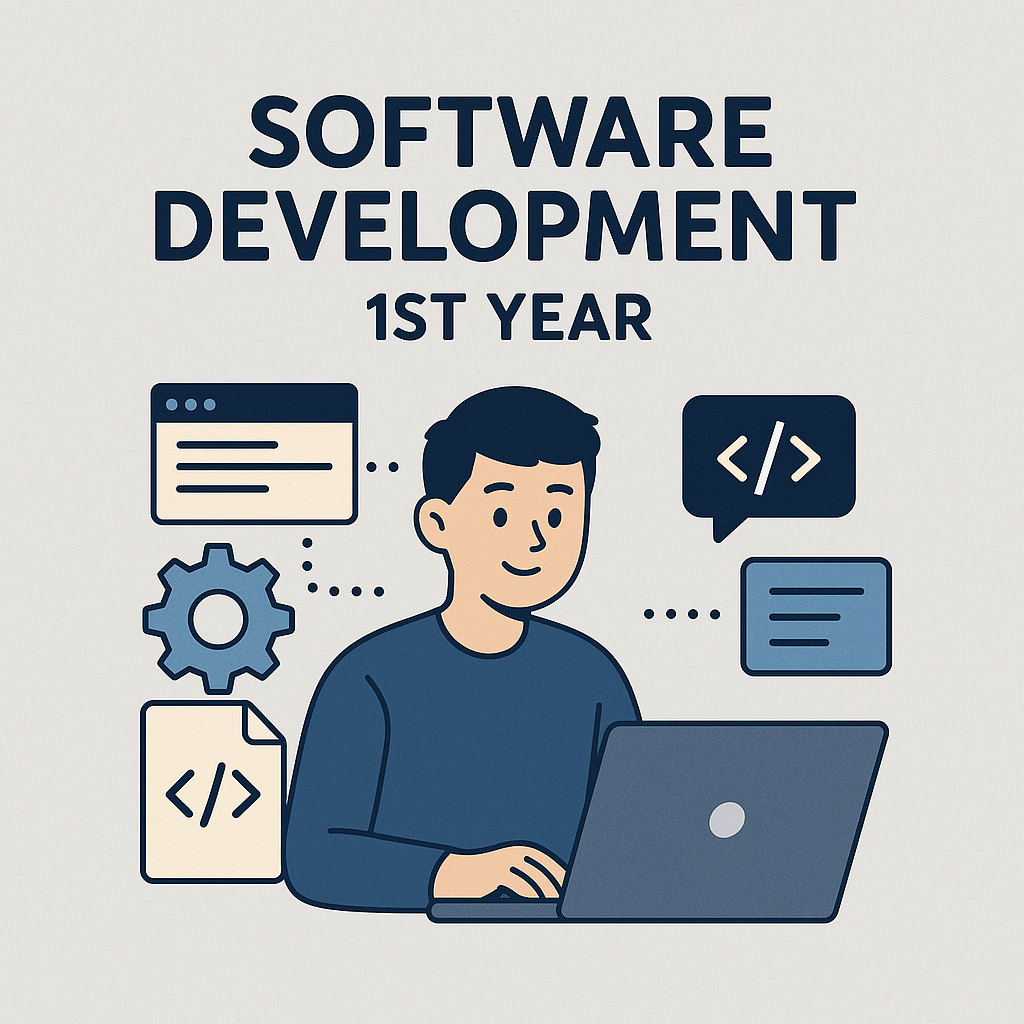 SOFTWARE
DEVELOPMENT
1ST YEAR
</>
</>